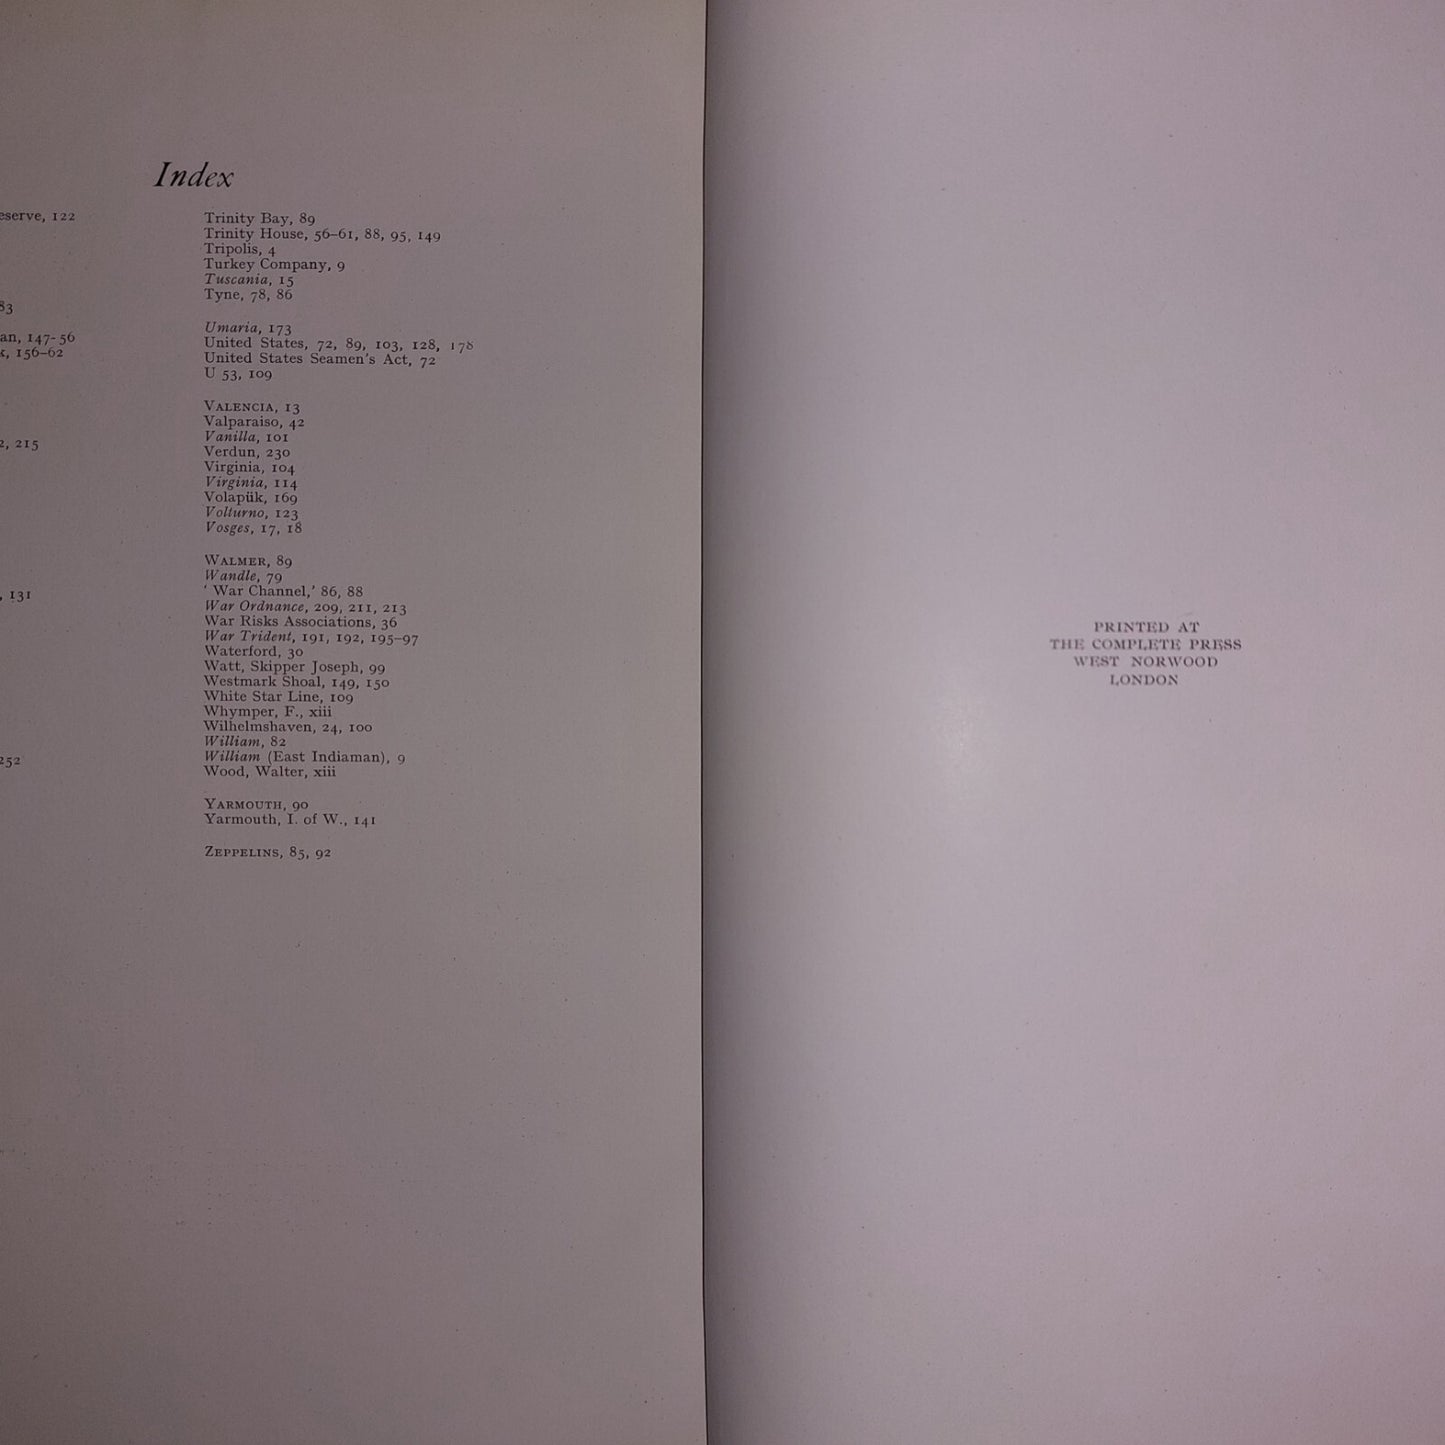 Index
eserve, 122
83
an, 147-56
k, 156–62
2, 215
, 131
252
Trinity Bay, 89
Trinity House, 56–61, 88, 95, 149
Tripolis, 4
Turkey Company, 9
Tuscania, 15
Tyne, 78, 86
Umaria, 173
United States, 72, 89, 103, 128, 178
United States Seamen's Act, 72
U 53, 109
VALENCIA, 13
Valparaiso, 42
Vanilla, 101
Verdun, 230
Virginia, 104
Virginia, 114
Volapük, 169
Volturno, 123
Vosges, 17, 18
WALMER, 89
Wandle, 79
‘ War Channel,’ 86, 88
War Ordnance, 209, 211, 213
War Risks Associations, 36
War Trident, 191, 192, 195–97
Waterford, 30
Watt, Skipper Joseph, 99
Westmark Shoal, 149, 150
White Star Line, 109
Whymper, F., xiii
Wilhelmshaven, 24, 100
William, 82
William (East Indiaman), 9
Wood, Walter, xiii
YARMOUTH, 90
Yarmouth, I. of W., 141
ZEPPELINS, 85, 92
PRINTED AT
THE COMPLETE PRESS
WEST NORWOOD
LONDON